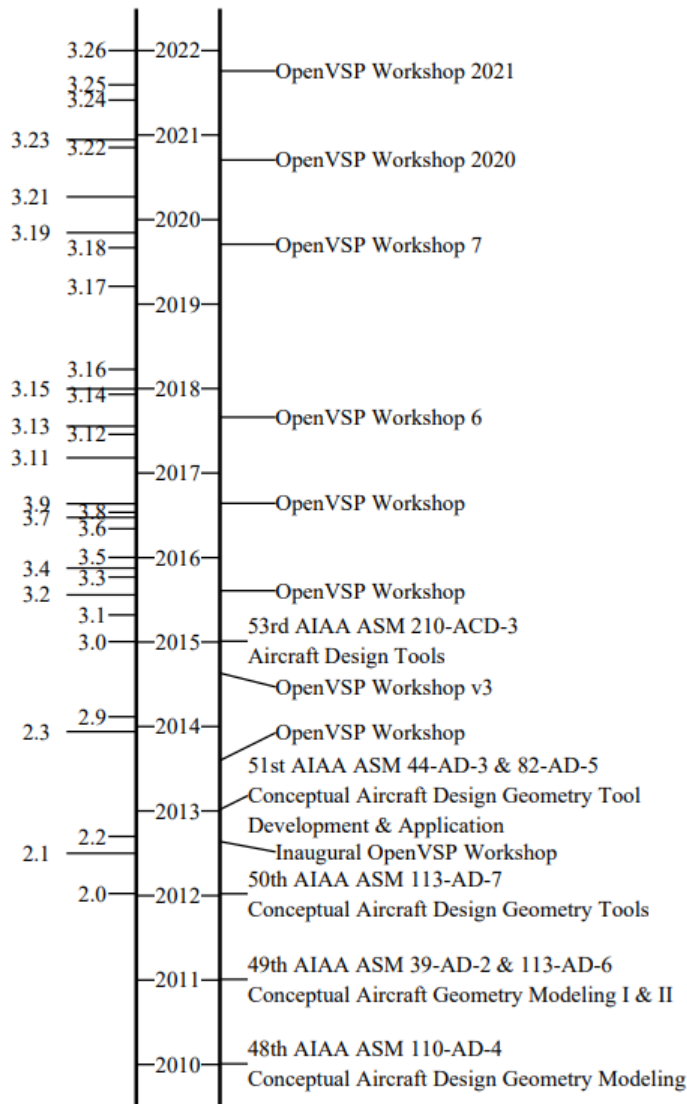 3.26
2022
OpenVSP Workshop 2021
3.25
3.24
2021
3.23
3.22
OpenVSP Workshop 2020
3.21
2020
3.19
3.18
OpenVSP Workshop 7
3.17
2019
3.16
3.15
2018
3.14
OpenVSP Workshop 6
3.13
3.12
3.11
2017
3.9
OpenVSP Workshop
3.8
3.7
3.6
3.5
2016
3.4
3.3
3.2
OpenVSP Workshop
3.1
53rd AIAA ASM 210-ACD-3
3.0
2015
Aircraft Design Tools
OpenVSP Workshop v3
2.9
2014
2.3
OpenVSP Workshop
51st AIAA ASM 44-AD-3 & 82-AD-5
Conceptual Aircraft Design Geometry Tool
2013
Development & Application
2.2
2.1
Inaugural OpenVSP Workshop
50th AIAA ASM 113-AD-7
2.0
2012
Conceptual Aircraft Design Geometry Tools
49th AIAA ASM 39-AD-2 & 113-AD-6
2011
Conceptual Aircraft Geometry Modeling I & II
48th AIAA ASM 110-AD-4
2010
Conceptual Aircraft Design Geometry Modeling